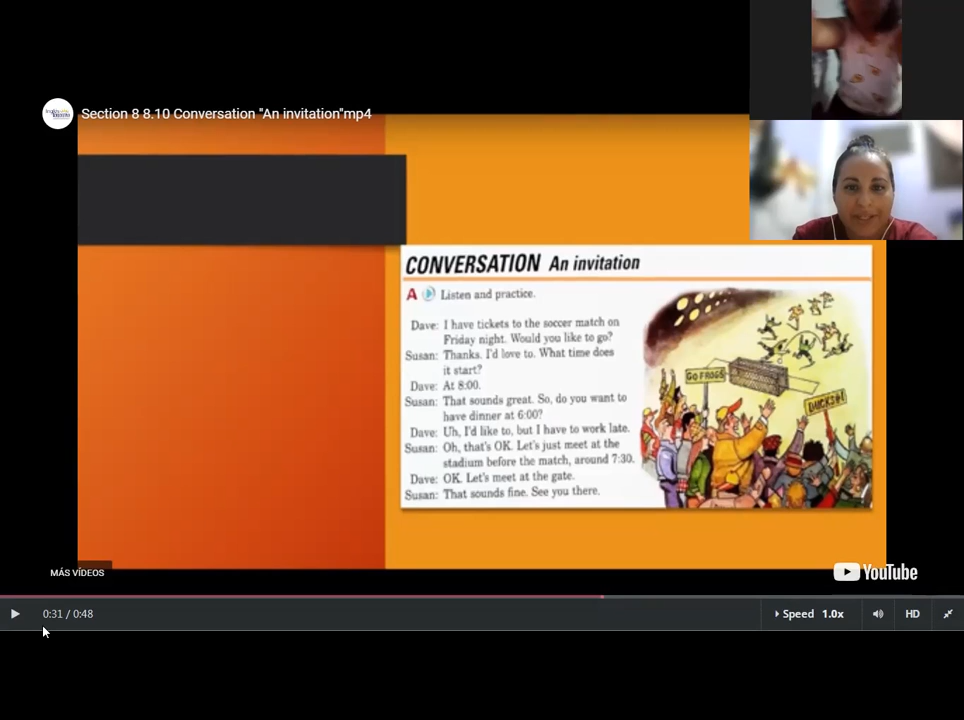 Section 8 8.10 Conversation "An invitation"mp4
CONVERSATION An invitation
A Listen and practice.
Dave: I have tickets to the soccer match on
Friday night. Would you like to go?
Susan: Thanks. I'd love to. What time does
it start?
Dave: At 8:00.
Susan: That sounds great. So, do you want to
have dinner at 6:00?
Dave: Uh, I'd like to, but I have to work late.
Susan: Oh, that's OK. Let's just meet at the
stadium before the match, around 7:30.
Dave: OK. Let's meet at the gate.
Susan: That sounds fine. See you there.
GO FROGS
DUCKS#1
MÁS VÍDEOS
YouTube
0:31 / 0:48
Speed 1.0x
HD